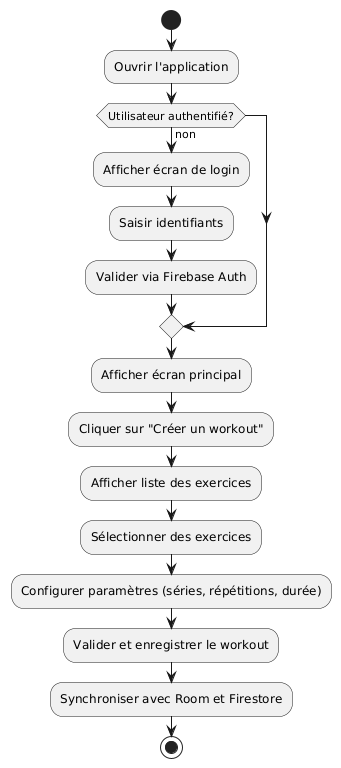 Ouvrir l'application
Utilisateur authentifié?
non
Afficher écran de login
Saisir identifiants
Valider via Firebase Auth
Afficher écran principal
Cliquer sur "Créer un workout"
Afficher liste des exercices
Sélectionner des exercices
Configurer paramètres (séries, répétitions, durée)
Valider et enregistrer le workout
Synchroniser avec Room et Firestore